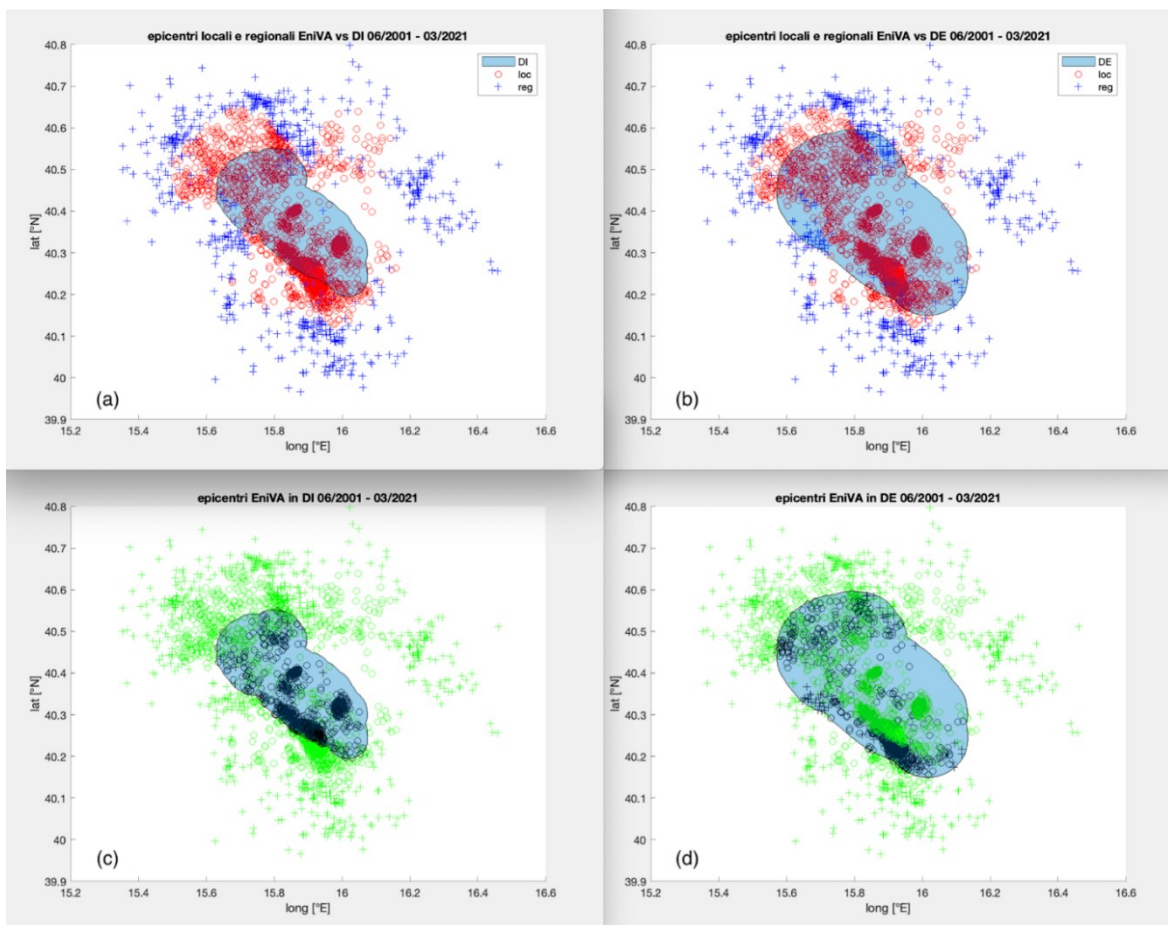 epicentri locali e regionali EniVA vs DI 06/2001 - 03/2021
DI
loc
reg
40.8
40.7
40.6
40.5
40.4
40.3
40.2
40.1
40
39.9
lat [°N]
(a)
15.2 15.4 15.6 15.8 16 16.2 16.4 16.6
long [°E]
epicentri locali e regionali EniVA vs DE 06/2001 - 03/2021
DE
loc
reg
40.8
40.7
40.6
40.5
40.4
40.3
40.2
40.1
40
39.9
lat [°N]
(b)
15.2 15.4 15.6 15.8 16 16.2 16.4 16.6
long [°E]
epicentri EniVA in DI 06/2001 - 03/2021
40.8
40.7
40.6
40.5
40.4
40.3
40.2
40.1
40
39.9
lat [°N]
(c)
15.2 15.4 15.6 15.8 16 16.2 16.4 16.6
long [°E]
epicentri EniVA in DE 06/2001 - 03/2021
40.8
40.7
40.6
40.5
40.4
40.3
40.2
40.1
40
39.9
lat [°N]
(d)
15.2 15.4 15.6 15.8 16 16.2 16.4 16.6
long [°E]